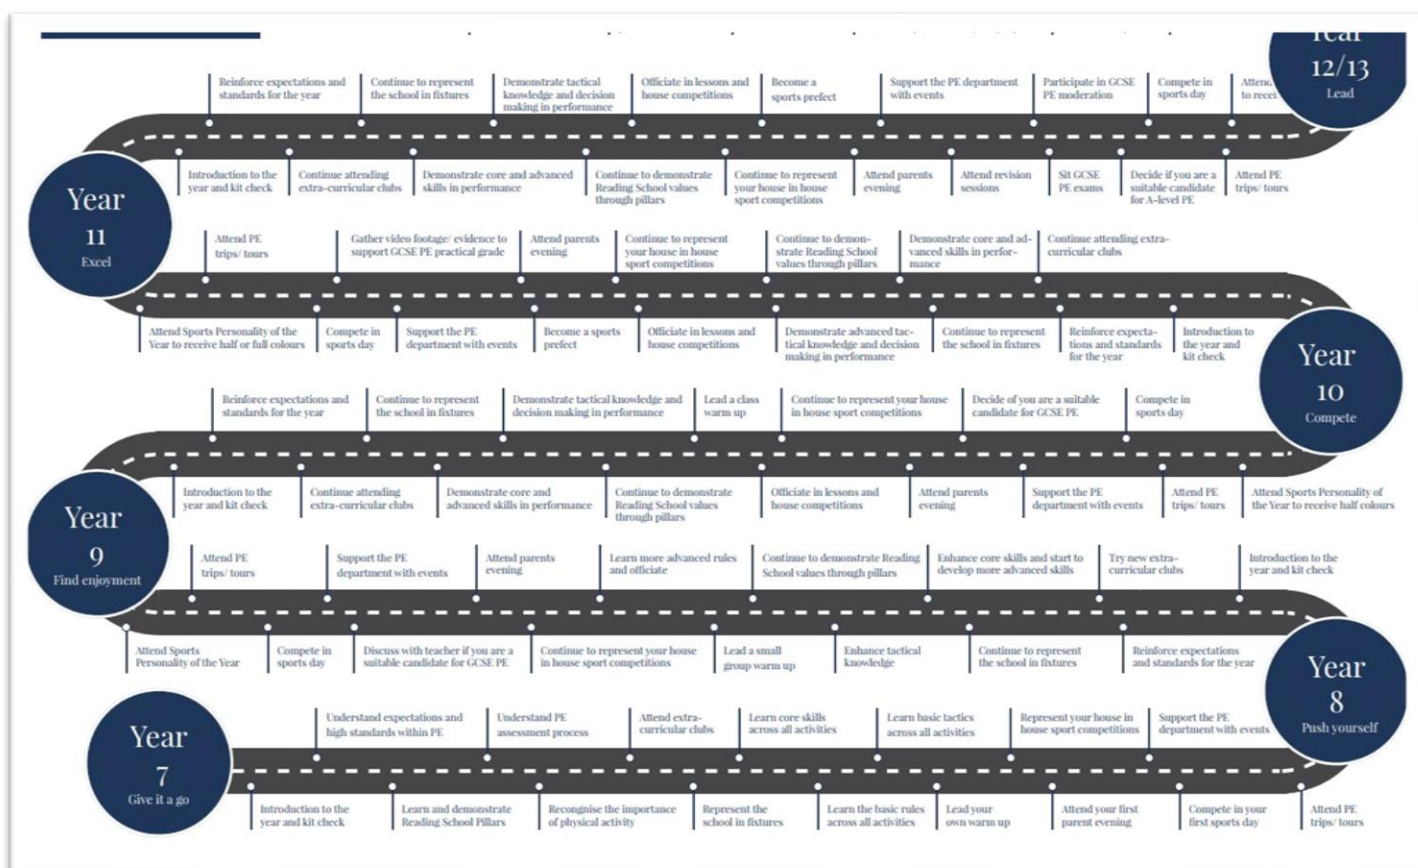 Year
12/13
Lead
Reinforce expectations and
standards for the year
Continue to represent
the school in fixtures
Demonstrate tactical
knowledge and decision
making in performance
Officiate in lessons and
house competitions
Become a
sports prefect
Support the PE department
with events
Participate in GCSE
PE moderation
Compete in
sports day
Attend
to
Introduction to the
year and kit check
Continue attending
extra-curricular clubs
Demonstrate core and advanced
skills in performance
Continue to demonstrate
Reading School values
through pillars
Continue to represent
your house in house
sport competitions
Attend parents
evening
Attend revision
sessions
Sit GCSE
PE exams
Decide if you are a
suitable candidate
for A-level PE
Attend PE
trips/ tours
Year
11
Excel
Attend PE
trips/ tours
Gather video footage/ evidence to
support GCSE PE practical grade
Attend parents
evening
Continue to represent
your house in house
sport competitions
Continue to demon-
strate Reading School
values through pillars
Demonstrate core and ad-
vanced skills in perfor-
mance
Continue attending extra-
curricular clubs
Attend Sports Personality of the
Year to receive half or full colours
Compete in
sports day
Support the PE
department with events
Become a sports
prefect
Officiate in lessons and
house competitions
Demonstrate advanced tac-
tical knowledge and decision
making in performance
Continue to represent
the school in fixtures
Reinforce expecta-
tions and standards
for the year
Introduction to
the year and
kit check
Year
10
Compete
Reinforce expectations and
standards for the year
Continue to represent
the school in fixtures
Demonstrate tactical knowledge and
decision making in performance
Lead a class
warm up
Continue to represent your house
in house sport competitions
Decide of you are a suitable
candidate for GCSE PE
Compete in
sports day
Introduction to the
year and kit check
Continue attending
extra-curricular clubs
Demonstrate core and
advanced skills in performance
Continue to demonstrate
Reading School values
through pillars
Officiate in lessons and
house competitions
Attend parents
evening
Support the PE
department with events
Attend PE
trips/ tours
Attend Sports Personality of
the Year to receive half colours
Year
9
Find enjoyment
Attend PE
trips/ tours
Support the PE
department with events
Attend parents
evening
Learn more advanced rules
and officiate
Continue to demonstrate Reading
School values through pillars
Enhance core skills and start to
develop more advanced skills
Try new extra-
curricular clubs
Introduction to the
year and kit check
Attend Sports
Personality of the Year
Compete in
sports day
Discuss with teacher if you are a
suitable candidate for GCSE PE
Continue to represent your house
in house sport competitions
Lead a small
group warm up
Enhance tactical
knowledge
Continue to represent
the school in fixtures
Reinforce expectations
and standards for the year
Year
8
Push yourself
Year
7
Give it a go
Understand expectations and
high standards within PE
Understand PE
assessment process
Attend extra-
curricular clubs
Learn core skills
across all activities
Learn basic tactics
across all activities
Represent your house in
house sport competitions
Support the PE
department with events
Introduction to the
year and kit check
Learn and demonstrate
Reading School Pillars
Recongnise the importance
of physical activity
Represent the
school in fixtures
Learn the basic rules
across all activities
Lead your
own warm up
Attend your first
parent evening
Compete in your
first sports day
Attend PE
trips/ tours